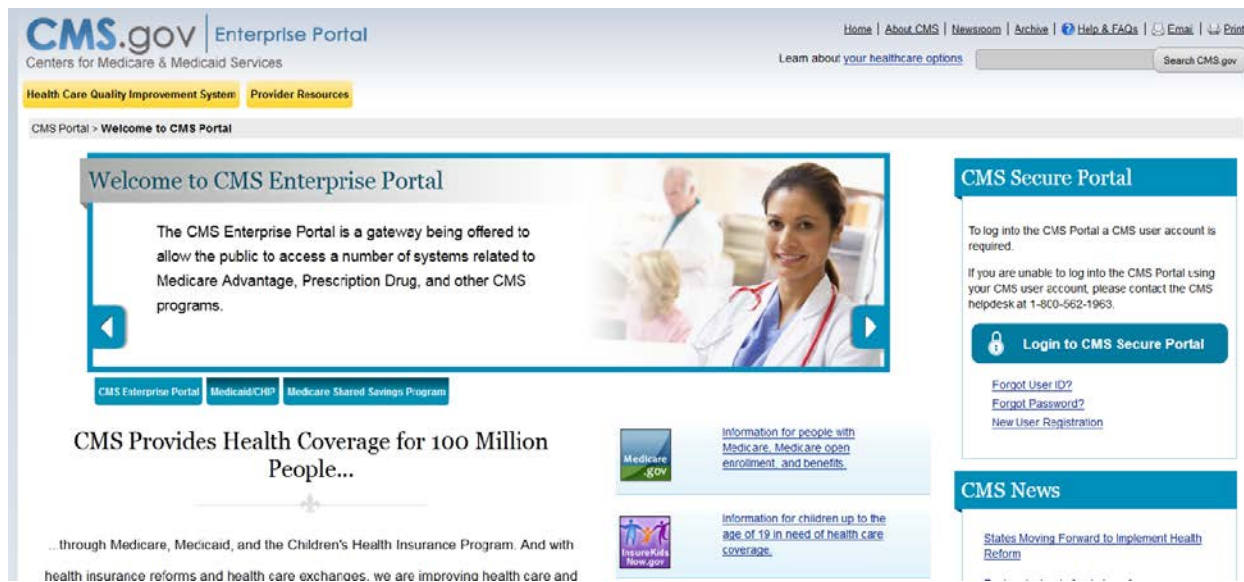 CMS.gov | Enterprise Portal
Centers for Medicare & Medicaid Services
Home | About CMS | Newsroom | Archive | Help & FAQs | Email | Print
Learn about your healthcare options
Search CMS.gov
Health Care Quality Improvement System
Provider Resources
CMS Portal > Welcome to CMS Portal
Welcome to CMS Enterprise Portal
The CMS Enterprise Portal is a gateway being offered to
allow the public to access a number of systems related to
Medicare Advantage, Prescription Drug, and other CMS
programs.
CMS Enterprise Portal
Medicaid/CHIP
Medicare Shared Savings Program
CMS Provides Health Coverage for 100 Million
People...
...through Medicare, Medicaid, and the Children's Health Insurance Program. And with
health insurance reforms and health care exchanges, we are improving health care and
Medicare
.gov
Information for people with
Medicare, Medicare open
enrollment, and benefits.
InsureKids
Now.gov
Information for children up to the
age of 19 in need of health care
coverage.
CMS Secure Portal
To log into the CMS Portal a CMS user account is
required.
If you are unable to log into the CMS Portal using
your CMS user account, please contact the CMS
helpdesk at 1-800-562-1963.
Login to CMS Secure Portal
Forgot User ID?
Forgot Password?
New User Registration
CMS News
States Moving Forward to Implement Health
Reform